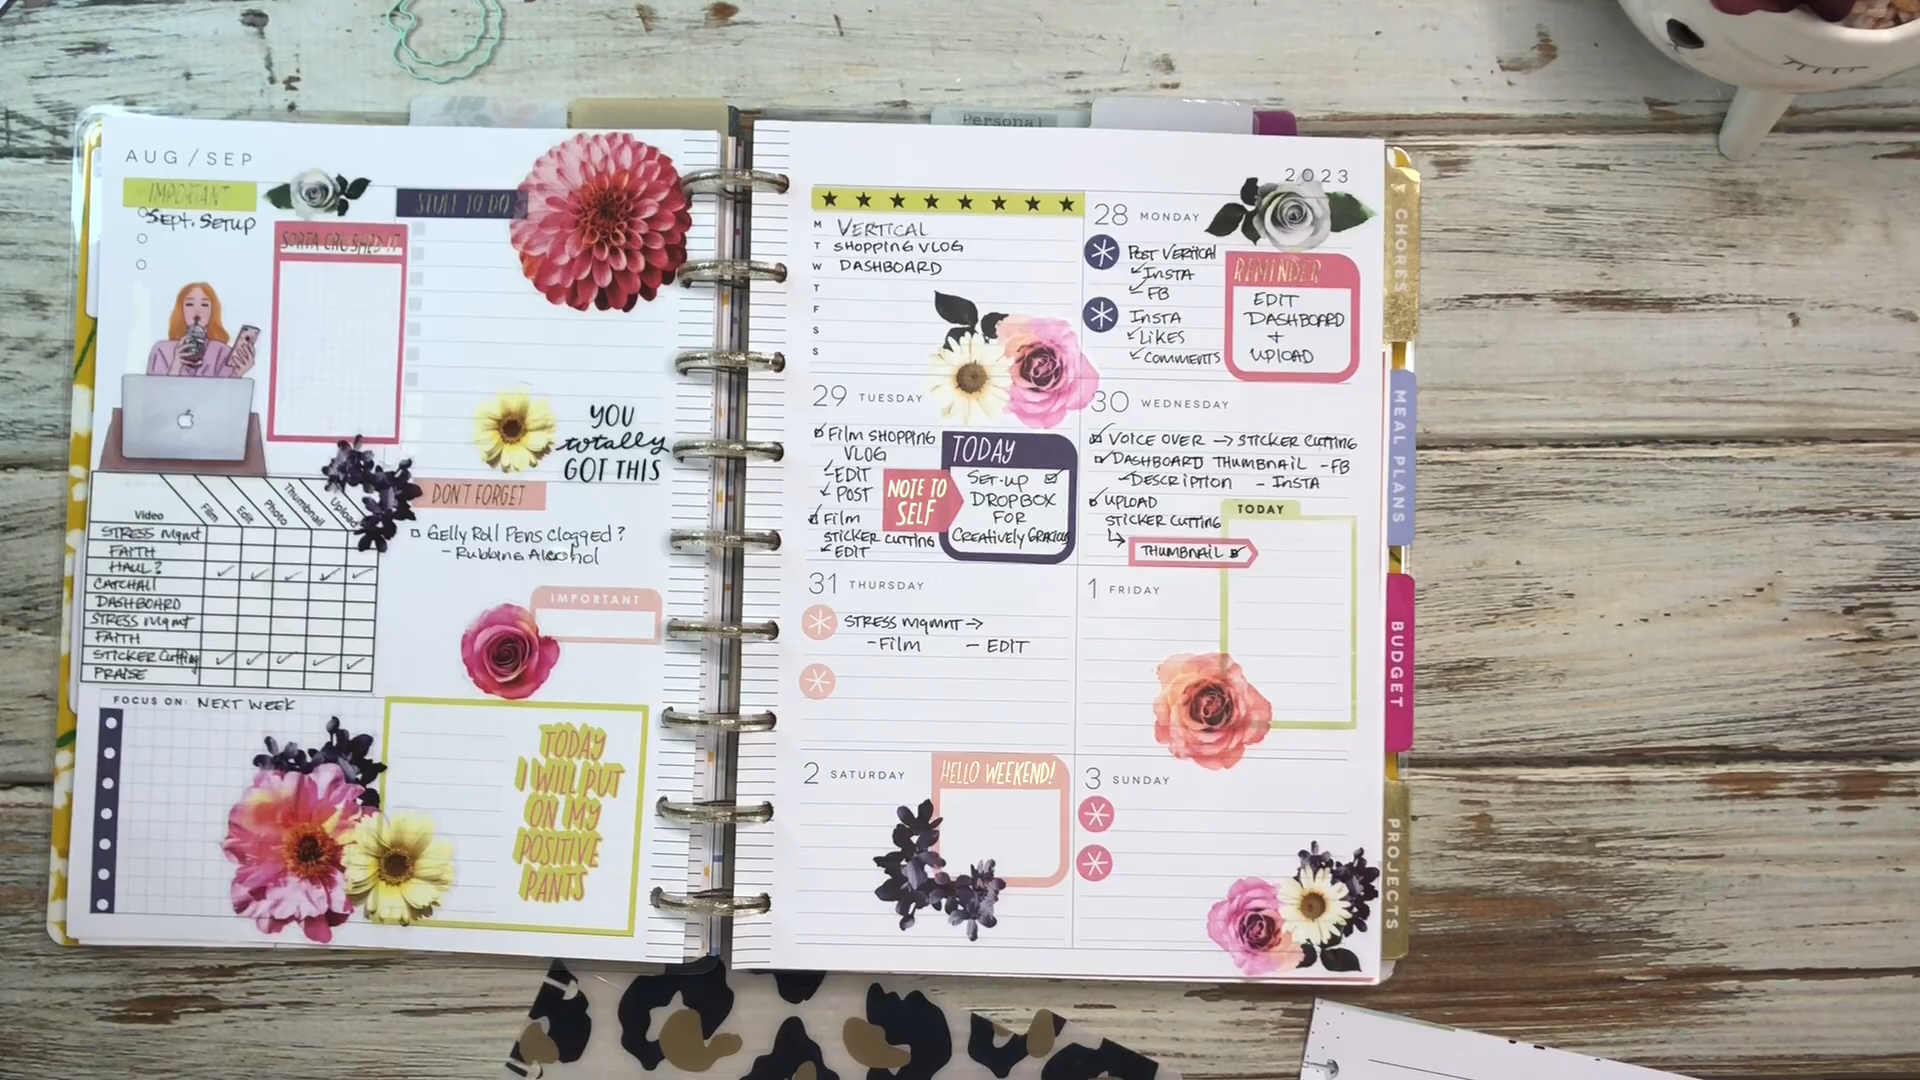 AUG/SEP
IMPORTANT
Sept. Setup
SORTA CRUSHED IT
STUFF TO DO
YOU
totally
GOT THIS
Video
Film
Edit
Photo
Thumbnail
Upload
STRESS Mgmt
FAITH
HAUL?
CATCHALL
DASHBOARD
STRESS Mgmt
FAITH
STICKER Cutting
PRAISE
DON'T FORGET
Gelly Roll Pens Clogged?
- Rubbing Alcohol
IMPORTANT
FOCUS ON: NEXT WEEK
TODAY
I WILL PUT
ON MY
POSITIVE
PANTS
Personal
2023
M VERTICAL
T SHOPPING VLOG
W DASHBOARD
T
F
S
S
28 MONDAY
POST VERTICAL
INSTA
FB
INSTA
LIKES
COMMENTS
REMINDER
EDIT
DASHBOARD
+
UPLOAD
29 TUESDAY
FILM SHOPPING
VLOG
EDIT
POST
FILM
STICKER CUTTING
EDIT
NOTE TO
SELF
TODAY
SET-UP
DROPBOX
FOR
Creatively Gracious
30 WEDNESDAY
VOICE OVER → STICKER CUTTING
DASHBOARD THUMBNAIL - FB
DESCRIPTION - INSTA
UPLOAD
STICKER CUTTING
THUMBNAIL
TODAY
31 THURSDAY
STRESS MGMNT →
- FILM - EDIT
1 FRIDAY
2 SATURDAY
HELLO WEEKEND!
3 SUNDAY
CHORES
MEAL PLANS
BUDGET
PROJECTS